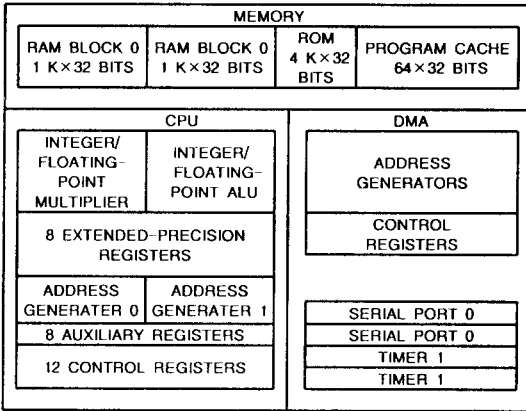 MEMORY
RAM BLOCK 0
1 K×32 BITS
RAM BLOCK 0
1 K×32 BITS
ROM
4 K×32
BITS
PROGRAM CACHE
64×32 BITS
CPU
INTEGER/
FLOATING-
POINT
MULTIPLIER
INTEGER/
FLOATING-
POINT ALU
8 EXTENDED-PRECISION
REGISTERS
ADDRESS
GENERATER 0
ADDRESS
GENERATER 1
8 AUXILIARY REGISTERS
12 CONTROL REGISTERS
DMA
ADDRESS
GENERATORS
CONTROL
REGISTERS
SERIAL PORT 0
SERIAL PORT 0
TIMER 1
TIMER 1